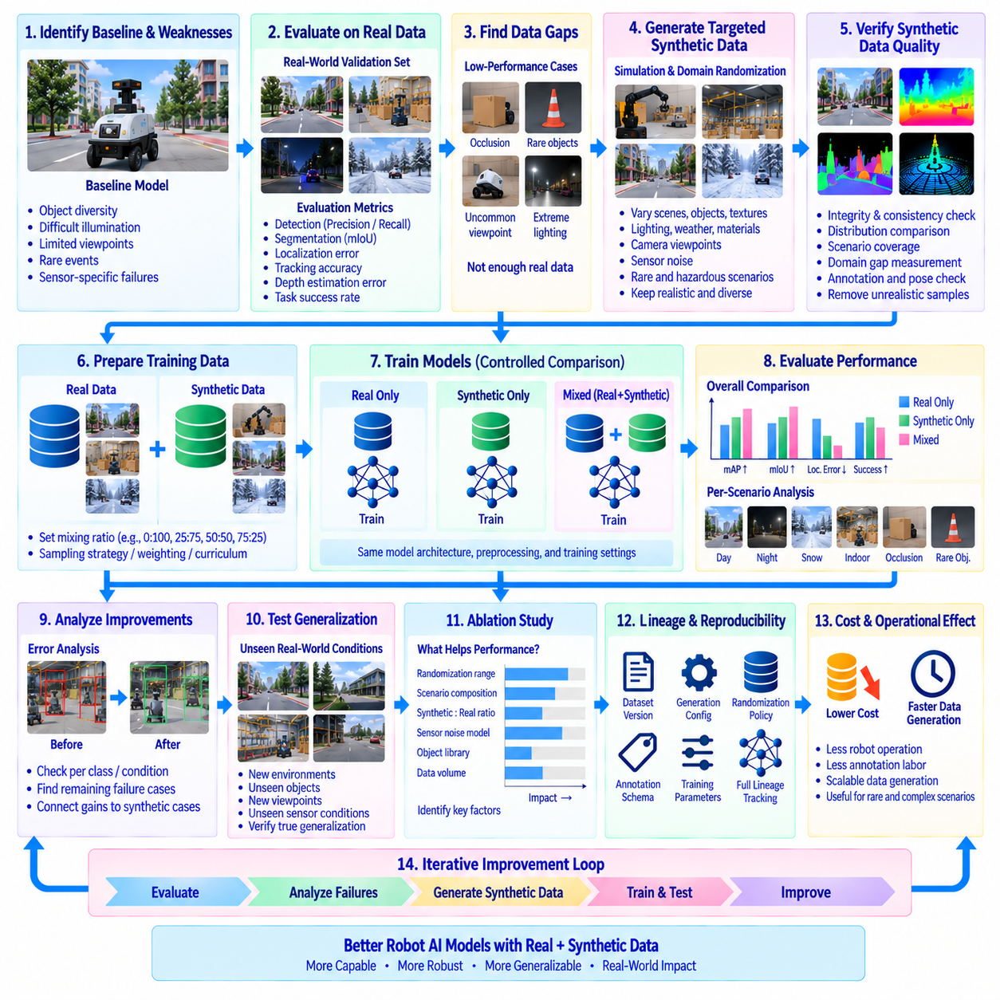 1. Identify Baseline & Weaknesses
Baseline Model
• Object diversity
• Difficult illumination
• Limited viewpoints
• Rare events
• Sensor-specific failures
2. Evaluate on Real Data
Real-World Validation Set
Evaluation Metrics
• Detection (Precision / Recall)
• Segmentation (mIoU)
• Localization error
• Tracking accuracy
• Depth estimation error
• Task success rate
3. Find Data Gaps
Low-Performance Cases
Occlusion
Rare objects
Uncommon
viewpoint
Extreme
lighting
Not enough real data
4. Generate Targeted
Synthetic Data
Simulation & Domain Randomization
• Vary scenes, objects, textures
• Lighting, weather, materials
• Camera viewpoints
• Sensor noise
• Rare and hazardous scenarios
• Keep realistic and diverse
5. Verify Synthetic
Data Quality
• Integrity & consistency check
• Distribution comparison
• Scenario coverage
• Domain gap measurement
• Annotation and pose check
• Remove unrealistic samples
6. Prepare Training Data
Real Data
Synthetic Data
+
• Set mixing ratio (e.g., 0:100, 25:75, 50:50, 75:25)
• Sampling strategy / weighting / curriculum
7. Train Models (Controlled Comparison)
Real Only
Train
Synthetic Only
Train
Mixed (Real+Synthetic)
+
Train
Same model architecture, preprocessing, and training settings
8. Evaluate Performance
Overall Comparison
Real Only
Synthetic Only
Mixed
mAP ↑ mIoU ↑ Loc. Error ↓ Success ↑
Per-Scenario Analysis
Day Night Snow Indoor Occlusion Rare Obj.
9. Analyze Improvements
Error Analysis
Before
After
• Check per class / condition
• Find remaining failure cases
• Connect gains to synthetic cases
10. Test Generalization
Unseen Real-World Conditions
• New environments
• Unseen objects
• New viewpoints
• Unseen sensor conditions
• Verify true generalization
11. Ablation Study
What Helps Performance?
Randomization range
Scenario composition
Synthetic : Real ratio
Sensor noise model
Object library
Data volume
Impact →
Identify key factors
12. Lineage & Reproducibility
Dataset
Version
Generation
Config
Randomization
Policy
Annotation
Schema
Training
Parameters
Full Lineage
Tracking
13. Cost & Operational Effect
Lower Cost
Faster Data
Generation
• Less robot operation
• Less annotation labor
• Scalable data generation
• Useful for rare and complex scenarios
14. Iterative Improvement Loop
Evaluate
Analyze Failures
Generate Synthetic Data
Train & Test
Improve
Better Robot AI Models with Real + Synthetic Data
More Capable • More Robust • More Generalizable • Real-World Impact